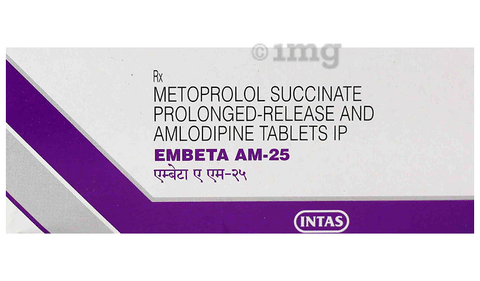 ©1mg
Rx
METOPROLOL SUCCINATE
PROLONGED-RELEASE AND
AMLODIPINE TABLETS IP
EMBETA AM-25
एम्बेटा ए एम-२५
INTAS